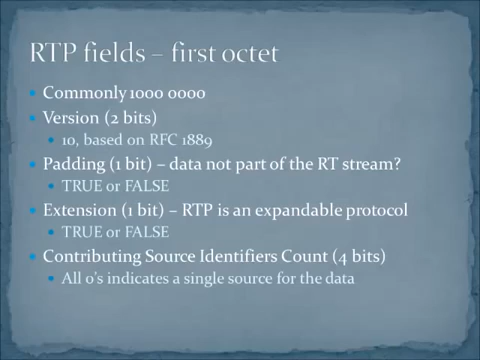 RTP fields – first octet
Commonly 1000 0000
Version (2 bits)
10, based on RFC 1889
Padding (1 bit) – data not part of the RT stream?
TRUE or FALSE
Extension (1 bit) – RTP is an expandable protocol
TRUE or FALSE
Contributing Source Identifiers Count (4 bits)
All 0's indicates a single source for the data